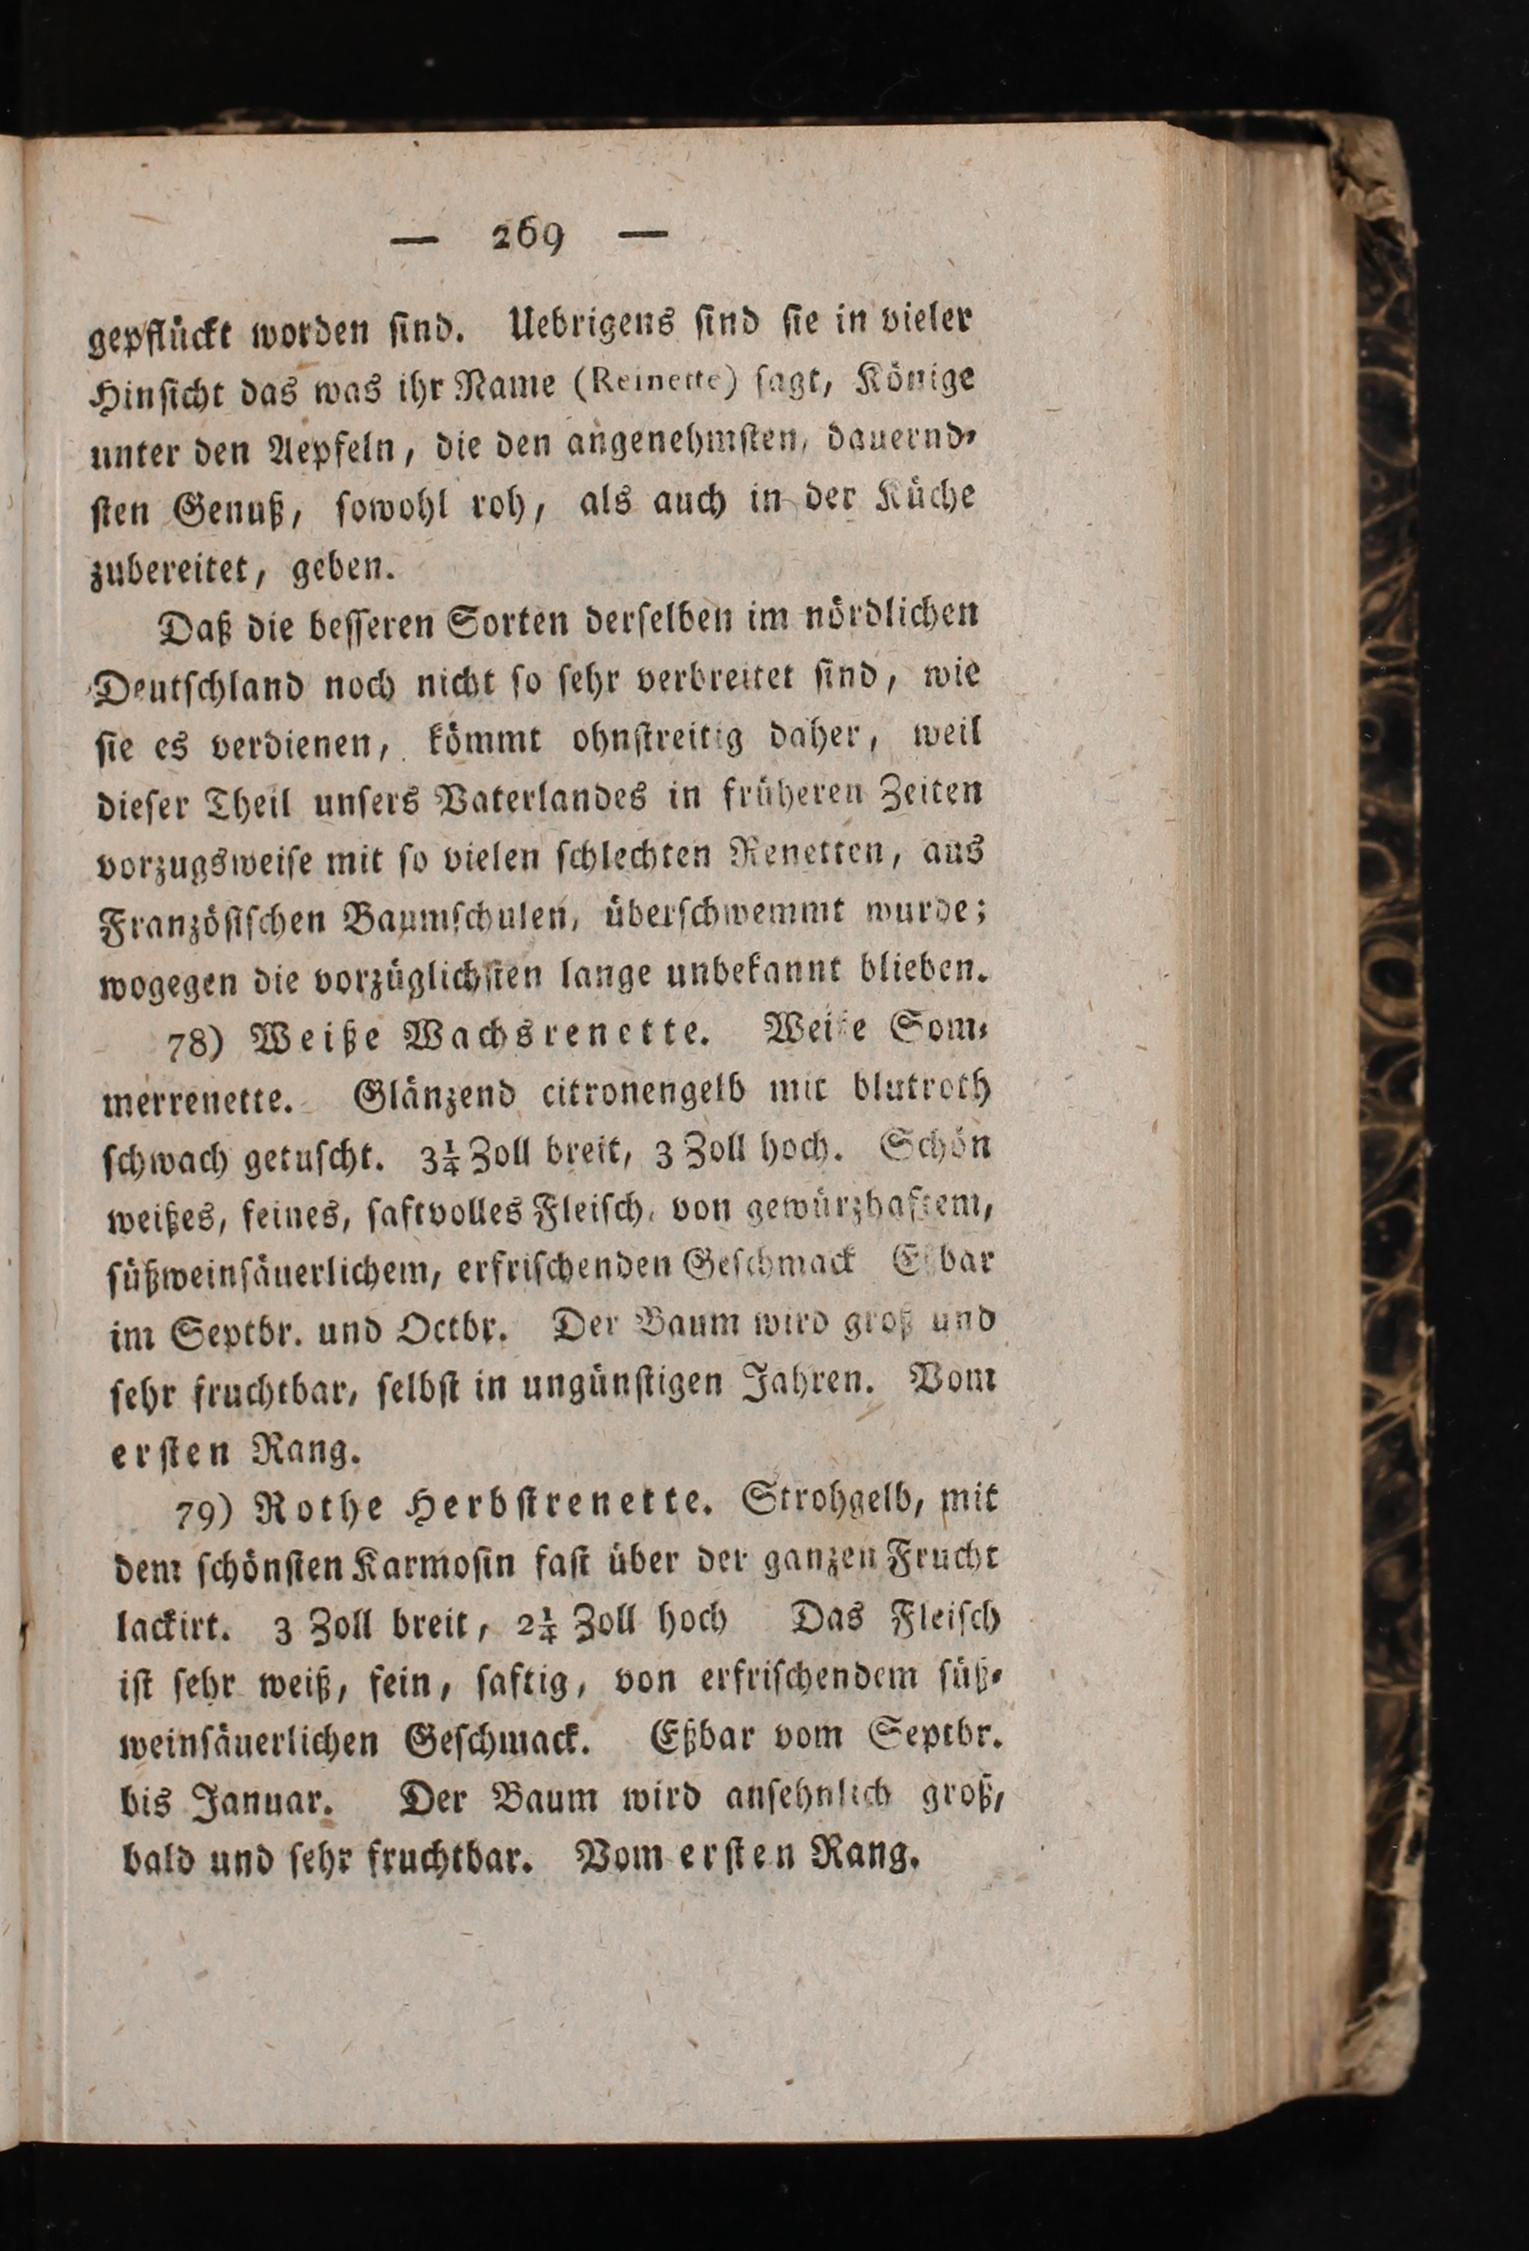 — 269 —
gepflückt worden ſind. Uebrigens ſind ſie in vieler
Hinſicht das was ihr Name (Reinette) ſagt, Könige
unter den Aepfeln, die den angenehmſten, dauernd⸗
ſten Genuß, ſowohl roh, als auch in der Küche
zubereitet, geben.
Daß die beſſeren Sorten derſelben im nördlichen
Deutſchland noch nicht ſo ſehr verbreitet ſind, wie
ſie es verdienen, kömmt ohnſtreitig daher, weil
dieſer Theil unſers Vaterlandes in früheren Zeiten
vorzugsweiſe mit ſo vielen ſchlechten Renetten, aus
Franzöſiſchen Baumſchulen, überſchwemmt wurde;
wogegen die vorzüglichſten lange unbekannt blieben.
78) Weiße Wachsrenette. Weiße Som⸗
merrenette. Glänzend citronengelb mit blutroth
ſchwach getuſcht. 3¼ Zoll breit, 3 Zoll hoch. Schön
weißes, feines, ſaftvolles Fleiſch, von gewürzhaftem,
ſüßweinſäuerlichem, erfriſchenden Geſchmack Eßbar
im Septbr. und Octbr. Der Baum wird groß und
ſehr fruchtbar, ſelbſt in ungünſtigen Jahren. Vom
erſten Rang.
79) Rothe Herbſtrenette. Strohgelb, mit
dem ſchönſten Karmoſin faſt über der ganzen Frucht
lackirt. 3 Zoll breit, 2¼ Zoll hoch Das Fleiſch
iſt ſehr weiß, fein, ſaftig, von erfriſchendem ſüß⸗
weinſäuerlichen Geſchmack. Eßbar vom Septbr.
bis Januar. Der Baum wird anſehnlich groß,
bald und ſehr fruchtbar. Vom erſten Rang.